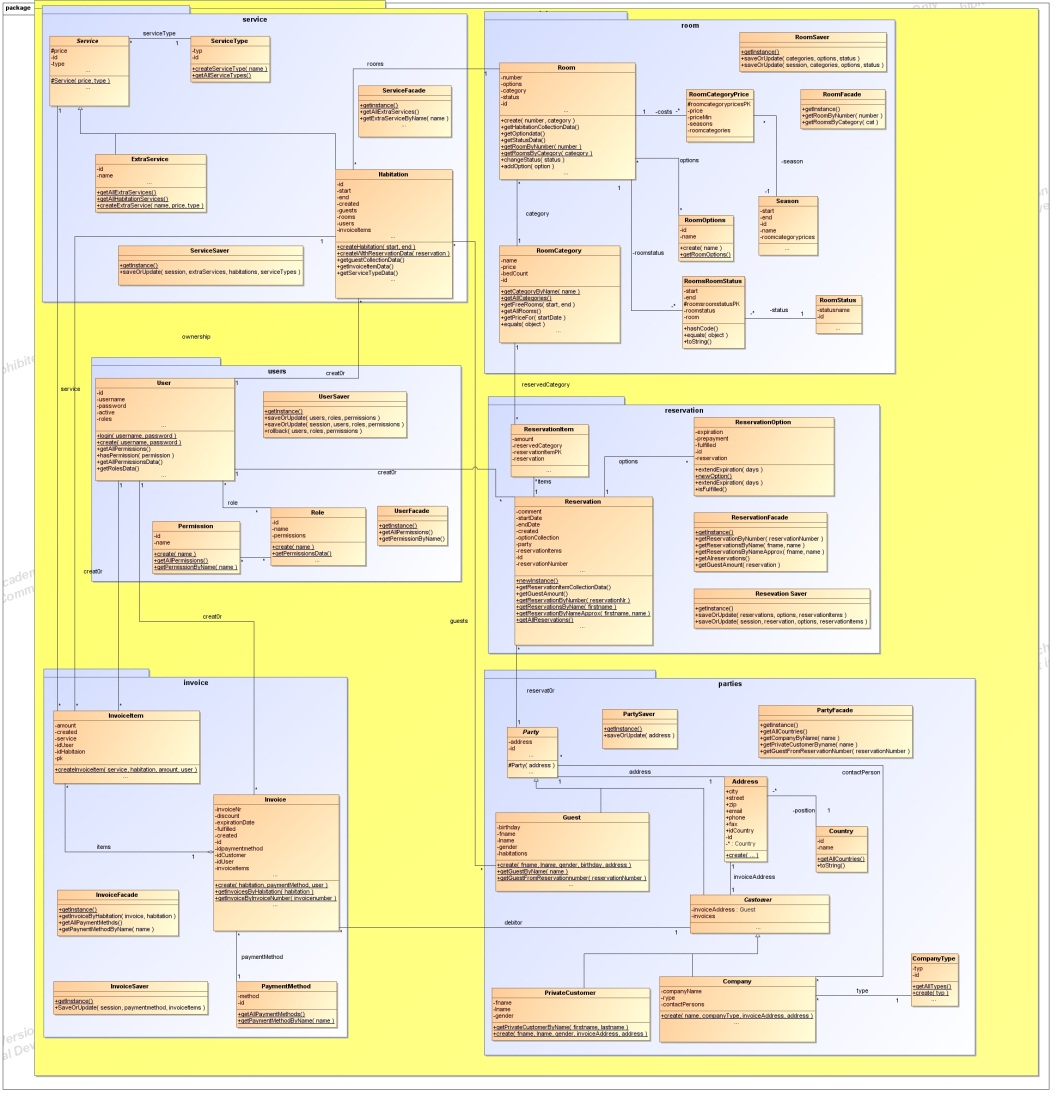 package
service
Service
#price
-id
-type
...
#Service( price, type )
...
serviceType
*
1
ServiceType
-typ
-id
+createServiceType( name )
+getAllServiceTypes()
ServiceFacade
+getInstance()
+getAllExtraServices()
+getExtraServiceByName( name )
...
ExtraService
-id
-name
...
+getAllExtraServices()
+getAllHabitationServices()
+createExtraService( name, price, type )
Habitation
-id
-start
-end
-created
-guests
-rooms
-users
-invoiceItems
...
+createHabitation( start, end )
+createWithReservationData( reservation )
+getguestCollectionData()
+getInvoiceItemData()
+getServiceTypeData()
...
ServiceSaver
+getInstance()
+saveOrUpdate( session, extraServices, habitations, serviceTypes )
rooms
room
RoomSaver
+getInstance()
+saveOrUpdate( categories, options, status )
+saveOrUpdate( session, categories, options, status )
Room
-number
-options
-category
-status
-id
...
+create( number, category )
+getHabitationCollectionData()
+getOptiondata()
+getStatusData()
+getRoomByNumber( number )
+getRoomsByCategory( category )
+changeStatus( status )
+addOption( option )
...
-costs
RoomCategoryPrice
#roomcategorypricesPK
-price
-priceMin
-seasons
-roomcategories
RoomFacade
+getInstance()
+getRoomByNumber( number )
+getRoomsByCategory( cat )
options
-season
category
Season
-start
-end
-id
-name
-roomcategoryprices
...
RoomOptions
-id
-name
+create( name )
+getRoomOptions()
-roomstatus
RoomCategory
-name
-price
-bedCount
-id
+getCategoryByName( name )
+getAllCategories()
+getFreeRooms( start, end )
+getAllRooms()
+getPriceFor( startDate )
+equals( object )
...
RoomsRoomStatus
-start
-end
#roomsroomstatusPK
-roomstatus
-room
+hashCode()
+equals( object )
+toString()
-status
RoomStatus
-statusname
-id
...
ownership
service
creat0r
reservedCategory
users
User
-id
-username
-password
-active
-roles
...
+login( username, password )
+create( username, password )
+getAllPermissions()
+hasPermission( permission )
+getAllPermissionsData()
+getRolesData()
UserSaver
+getInstance()
+saveOrUpdate( users, roles, permissions )
+saveOrUpdate( session, users, roles, permissions )
+rollback( users, roles, permissions )
creat0r
role
Permission
-id
-name
+create( name )
+getAllPermissions()
+getPermissionByName( name )
Role
-id
-name
-permissions
+create( name )
+getPermissionsData()
UserFacade
+getInstance()
+getAllPermissions()
+getPermissionByName()
creat0r
creat0r
guests
reservation
ReservationItem
-amount
-reservedCategory
-reservationItemPK
-reservation
...
*items
options
ReservationOption
-expiration
-prepayment
-fulfilled
-id
-reservation
+extendExpiration( days )
+newOption()
+extendExpiration( days )
+isFulfilled()
Reservation
-comment
-startDate
-endDate
-created
-optionCollection
-party
-reservationItems
-id
-reservationNumber
+newInstance()
+getReservationItemCollectionData()
+getGuestAmount()
+getReservationByNumber( reservationNr )
+getReservationsByName( firstname )
+getReservationByNameApprox( firstname, name )
+getAllReservations()
...
ReservationFacade
+getInstance()
+getReservationByNumber( reservationNumber )
+getReservationsByName( fname, name )
+getReservationsByNameApprox( fname, name )
+getAlreservations()
+getGuestAmount( reservation )
Resevation Saver
+getInstance()
+saveOrUpdate( reservations, options, reservationItems )
+saveOrUpdate( session, reservation, options, reservationItems )
reservat0r
invoice
InvoiceItem
-amount
-created
-service
-idUser
-idHabitaion
-pk
+createInvoiceItem( service, habitation, amount, user )
...
items
Invoice
-invoiceNr
-discount
-expirationDate
-fulfilled
-created
-id
-idpaymentmethod
-idCustomer
-idUser
-invoiceitems
...
+create( habitation, paymentMethod, user )
+getInvoicesByHabitation( habitation )
+getInvoiceByInvoiceNumber( invoicenumber )
...
InvoiceFacade
+getInstance()
+getInvoiceByHabitation( invoice, habitation )
+getAllPaymentMethds()
+getPaymentMethodByName( name )
paymentMethod
InvoiceSaver
+getInstance()
+SaveOrUpdate( session, paymentmethod, invoiceItems )
PaymentMethod
-method
-id
+getAllPaymentMethods()
+getPaymentMethodByName( name )
debitor
parties
Party
-address
-id
...
#Party( address )
...
PartySaver
+getInstance()
+saveOrUpdate( address )
PartyFacade
+getInstance()
+getAllCountries()
+getCompanyByName( name )
+getPrivateCustomerByname( name )
+getGuestFromReservationNumber( reservationNumber )
address
contactPerson
Address
+city
+street
+zip
+email
+phone
+fax
+idCountry
-id
-* : Country
+create( ... )
-position
Country
-id
-name
+getAllCountries()
+toString()
Guest
-birthday
-fname
-lname
-gender
-habitations
+create( fname, lname, gender, birthday, address )
+getGuestByName( name )
+getGuestFromReservationnumber( reservationNumber )
...
invoiceAddress
Customer
-invoiceAddress : Guest
-invoices
...
PrivateCustomer
-fname
-lname
-gender
+getPrivateCustomerByName( firstname, lastname )
+create( fname, lname, gender, invoiceAddress, address )
Company
-companyName
-rype
-contactPersons
+create( name, companyType, invoiceAddress, address )
...
type
CompanyType
-typ
-id
+getAllTypes()
+create( typ )
...